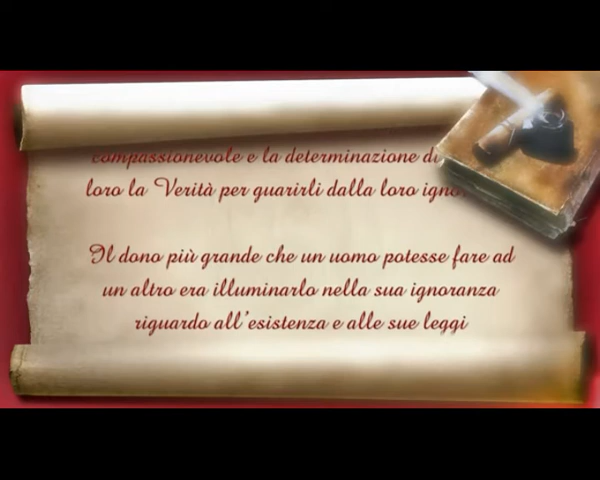 compassionevole e la determinazione di
loro la Verità per guarirli dalla loro
Il dono più grande che un uomo potesse fare ad
un altro era illuminarlo nella sua ignoranza
riguardo all'esistenza e alle sue leggi